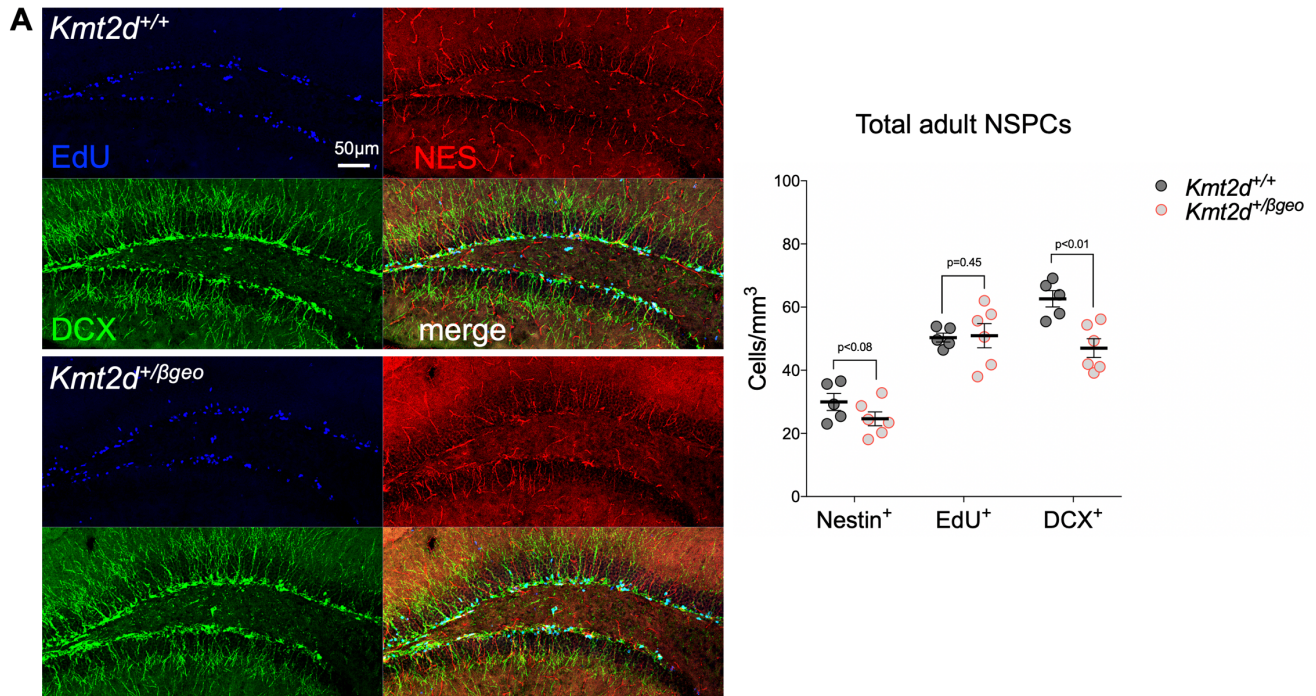 A
Kmt2d+/+
EdU
50μm
NES
DCX
merge
Kmt2d+/βgeo
Total adult NSPCs
Kmt2d+/+
Kmt2d+/βgeo
Cells/mm³
100
80
60
40
20
0
p<0.08
p=0.45
p<0.01
Nestin+
EdU+
DCX+